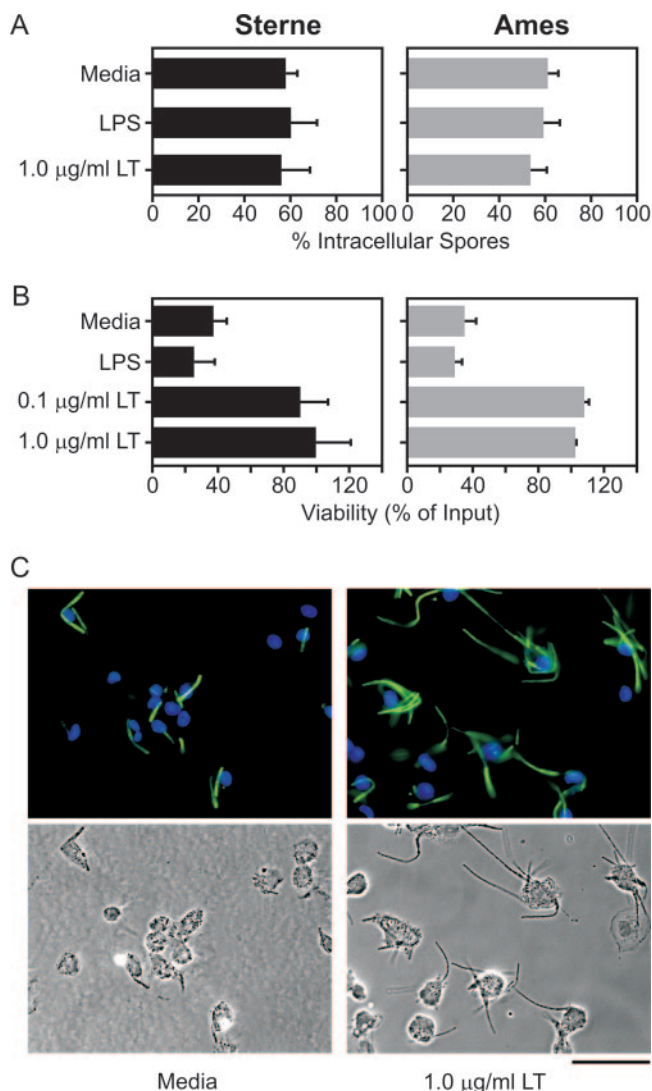 A
Sterne
Ames
Media
LPS
1.0 μg/ml LT
0 20 40 60 80 100
0 20 40 60 80 100
% Intracellular Spores
B
Media
LPS
0.1 μg/ml LT
1.0 μg/ml LT
0 40 80 120
0 40 80 120
Viability (% of Input)
C
Media
1.0 μg/ml LT